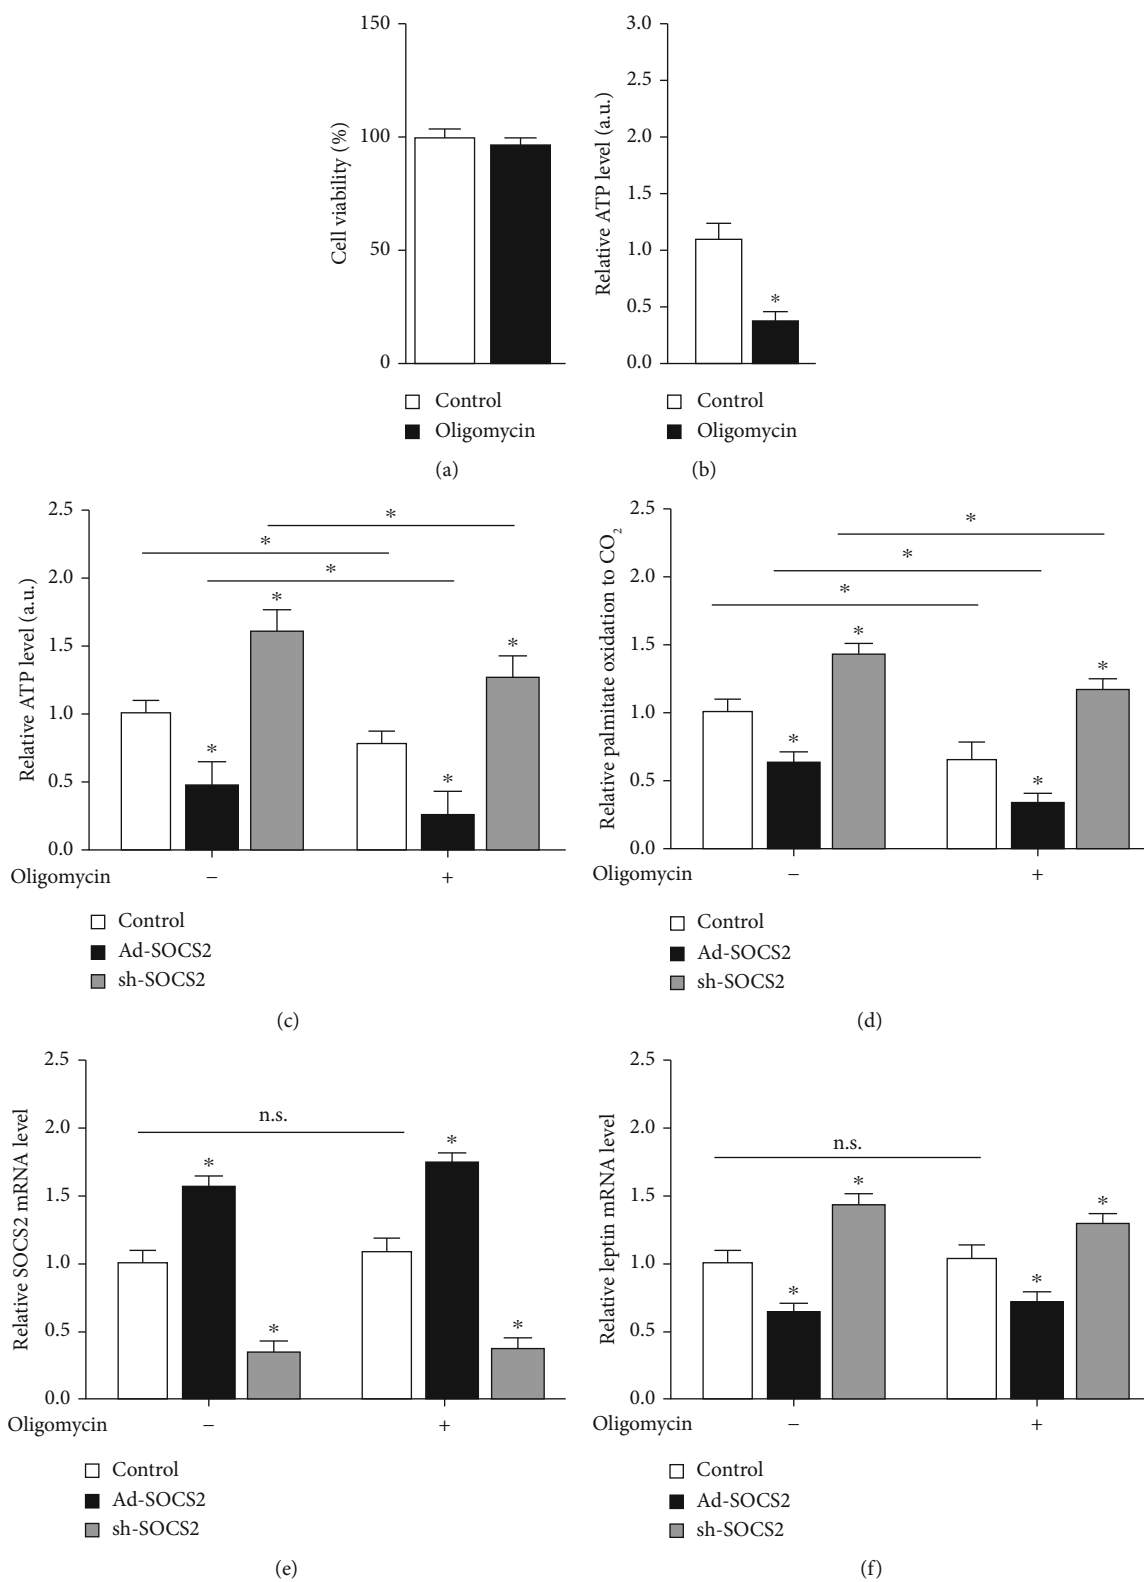 150
100
50
0
Cell viability (%)
Control
Oligomycin
(a)
3.0
2.5
2.0
1.5
1.0
0.5
0.0
Relative ATP level (a.u.)
*
Control
Oligomycin
(b)
2.5
2.0
1.5
1.0
0.5
0.0
Relative ATP level (a.u.)
*
*
*
*
*
*
*
Oligomycin − +
Control
Ad-SOCS2
sh-SOCS2
(c)
2.5
2.0
1.5
1.0
0.5
0.0
Relative palmitate oxidation to CO₂
*
*
*
*
*
*
*
Oligomycin − +
Control
Ad-SOCS2
sh-SOCS2
(d)
2.5
2.0
1.5
1.0
0.5
0.0
Relative SOCS2 mRNA level
n.s.
*
*
*
*
Oligomycin − +
Control
Ad-SOCS2
sh-SOCS2
(e)
2.5
2.0
1.5
1.0
0.5
0.0
Relative leptin mRNA level
n.s.
*
*
*
*
Oligomycin − +
Control
Ad-SOCS2
sh-SOCS2
(f)